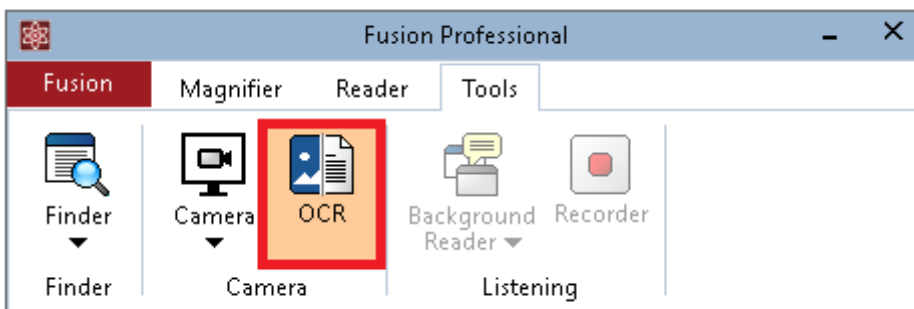 Fusion Professional
Fusion Magnifier Reader Tools
Finder Camera OCR Background Reader Recorder
Finder Camera Listening